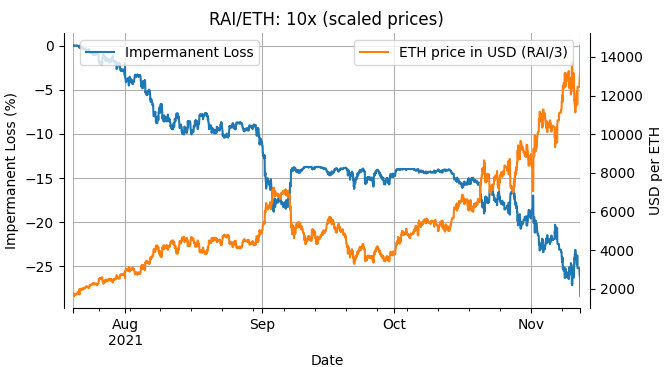 RAI/ETH: 10x (scaled prices)
Impermanent Loss
ETH price in USD (RAI/3)
0
−5
−10
−15
−20
−25
Impermanent Loss (%)
14000
12000
10000
8000
6000
4000
2000
USD per ETH
Aug
2021
Sep
Oct
Nov
Date